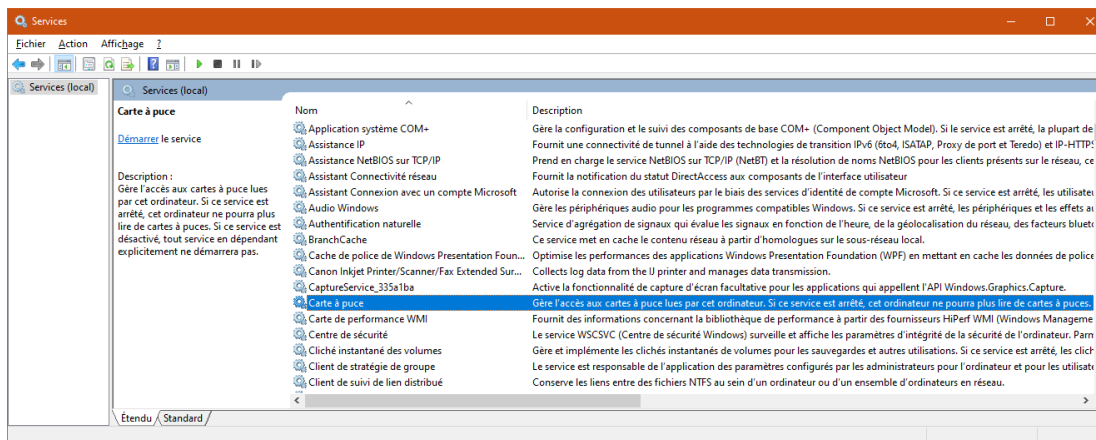 Services
Fichier Action Affichage ?
Services (local)
Services (local)
Carte à puce
Démarrer le service
Description :
Gère l'accès aux cartes à puce lues
par cet ordinateur. Si ce service est
arrêté, cet ordinateur ne pourra plus
lire de cartes à puces. Si ce service est
désactivé, tout service en dépendant
explicitement ne démarrera pas.
Nom Description
Application système COM+ Gère la configuration et le suivi des composants de base COM+ (Component Object Model). Si le service est arrêté, la plupart de
Assistance IP Fournit une connectivité de tunnel à l'aide des technologies de transition IPv6 (6to4, ISATAP, Proxy de port et Teredo) et IP-HTTPS
Assistance NetBIOS sur TCP/IP Prend en charge le service NetBIOS sur TCP/IP (NetBT) et la résolution de noms NetBIOS pour les clients présents sur le réseau, ce
Assistant Connectivité réseau Fournit la notification du statut DirectAccess aux composants de l'interface utilisateur
Assistant Connexion avec un compte Microsoft Autorise la connexion des utilisateurs par le biais des services d'identité de compte Microsoft. Si ce service est arrêté, les utilisateu
Audio Windows Gère les périphériques audio pour les programmes compatibles Windows. Si ce service est arrêté, les périphériques et les effets au
Authentification naturelle Service d'agrégation de signaux qui évalue les signaux en fonction de l'heure, de la géolocalisation du réseau, des facteurs blueto
BranchCache Ce service met en cache le contenu réseau à partir d'homologues sur le sous-réseau local.
Cache de police de Windows Presentation Foun... Optimise les performances des applications Windows Presentation Foundation (WPF) en mettant en cache les données de police
Canon Inkjet Printer/Scanner/Fax Extended Sur... Collects log data from the IJ printer and manages data transmission.
CaptureService_335a1ba Active la fonctionnalité de capture d'écran facultative pour les applications qui appellent l'API Windows.Graphics.Capture.
Carte à puce Gère l'accès aux cartes à puce lues par cet ordinateur. Si ce service est arrêté, cet ordinateur ne pourra plus lire de cartes à puces.
Carte de performance WMI Fournit des informations concernant la bibliothèque de performance à partir des fournisseurs HiPerf WMI (Windows Manageme
Centre de sécurité Le service WSCSVC (Centre de sécurité Windows) surveille et affiche les paramètres d'intégrité de la sécurité de l'ordinateur. Parm
Cliché instantané des volumes Gère et implémente les clichés instantanés de volumes pour les sauvegardes et autres utilisations. Si ce service est arrêté, les clich
Client de stratégie de groupe Le service est responsable de l'application des paramètres configurés par les administrateurs pour l'ordinateur et pour les utilisate
Client de suivi de lien distribué Conserve les liens entre des fichiers NTFS au sein d'un ordinateur ou d'un ensemble d'ordinateurs en réseau.
Étendu Standard